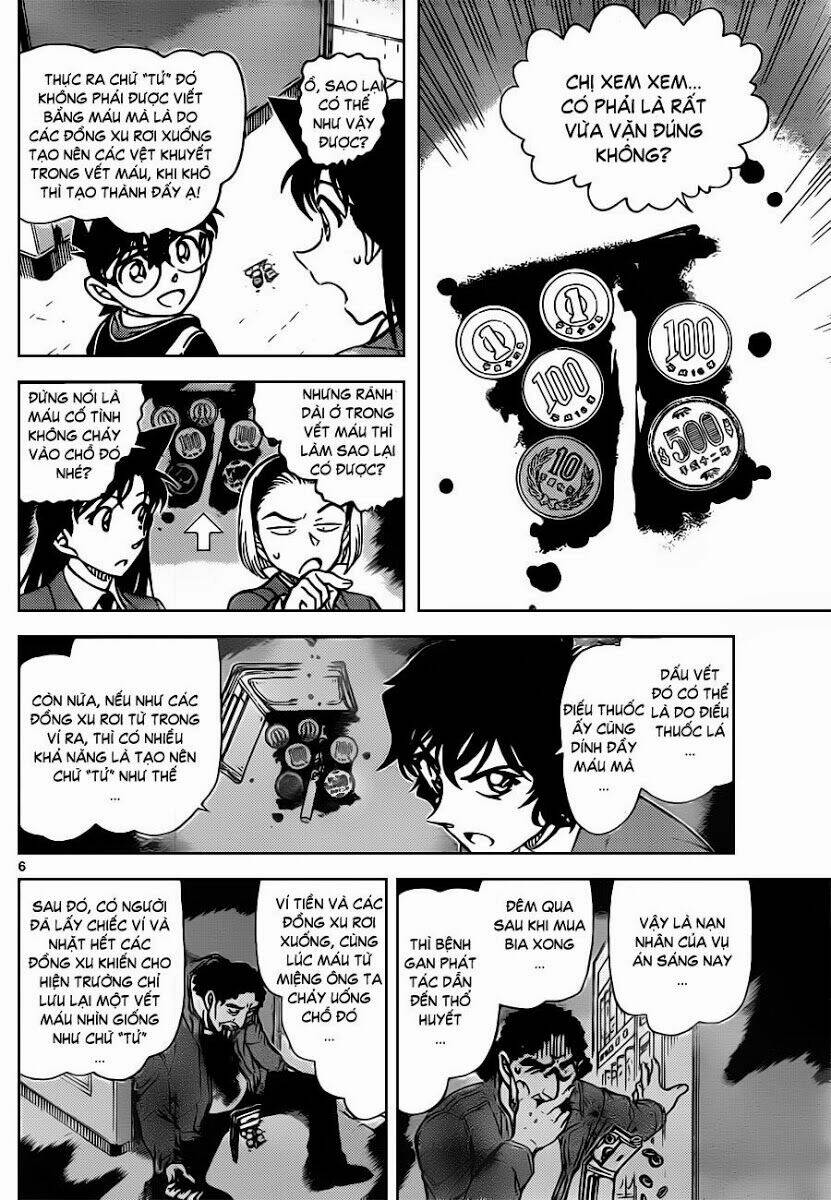 CHỊ XEM XEM...
CÓ PHẢI LÀ RẤT
VỪA VẶN ĐÚNG
KHÔNG?
1
1
100
100
10
500
Ồ, SAO LẠI
CÓ THỂ
NHƯ VẬY
ĐƯỢC?
THỰC RA CHỮ "TỬ" ĐÓ
KHÔNG PHẢI ĐƯỢC VIẾT
BẰNG MÁU MÀ LÀ DO
CÁC ĐỒNG XU RƠI XUỐNG
TẠO NÊN CÁC VỆT KHUYẾT
TRONG VẾT MÁU, KHI KHÔ
THÌ TẠO THÀNH ĐẤY Ạ!
NHƯNG RÃNH
DÀI Ở TRONG
VẾT MÁU THÌ
LÀM SAO LẠI
CÓ ĐƯỢC?
ĐỪNG NÓI LÀ
MÁU CỐ TÌNH
KHÔNG CHẢY
VÀO CHỖ ĐÓ
NHÉ?
DẤU VẾT
ĐÓ CÓ THỂ
LÀ DO ĐIẾU
THUỐC LÁ
...
ĐIẾU THUỐC
ẤY CŨNG
DÍNH ĐẦY
MÁU MÀ
...
CÒN NỮA, NẾU NHƯ CÁC
ĐỒNG XU RƠI TỪ TRONG
VÍ RA, THÌ CÓ NHIỀU
KHẢ NĂNG LÀ TẠO NÊN
CHỮ "TỬ" NHƯ THẾ
...
6
VẬY LÀ NẠN
NHÂN CỦA VỤ
ÁN SÁNG NAY
...
ĐÊM QUA
SAU KHI MUA
BIA XONG
...
THÌ BỆNH
GAN PHÁT
TÁC DẪN
ĐẾN THỔ
HUYẾT
...
VÍ TIỀN VÀ CÁC
ĐỒNG XU RƠI
XUỐNG, CÙNG
LÚC MÁU TỪ
MIỆNG ÔNG TA
CHẢY XUỐNG
CHỖ ĐÓ
...
SAU ĐÓ, CÓ NGƯỜI
ĐÃ LẤY CHIẾC VÍ VÀ
NHẶT HẾT CÁC
ĐỒNG XU KHIẾN CHO
HIỆN TRƯỜNG CHỈ
LƯU LẠI MỘT VẾT
MÁU NHÌN GIỐNG
NHƯ CHỮ "TỬ"
...